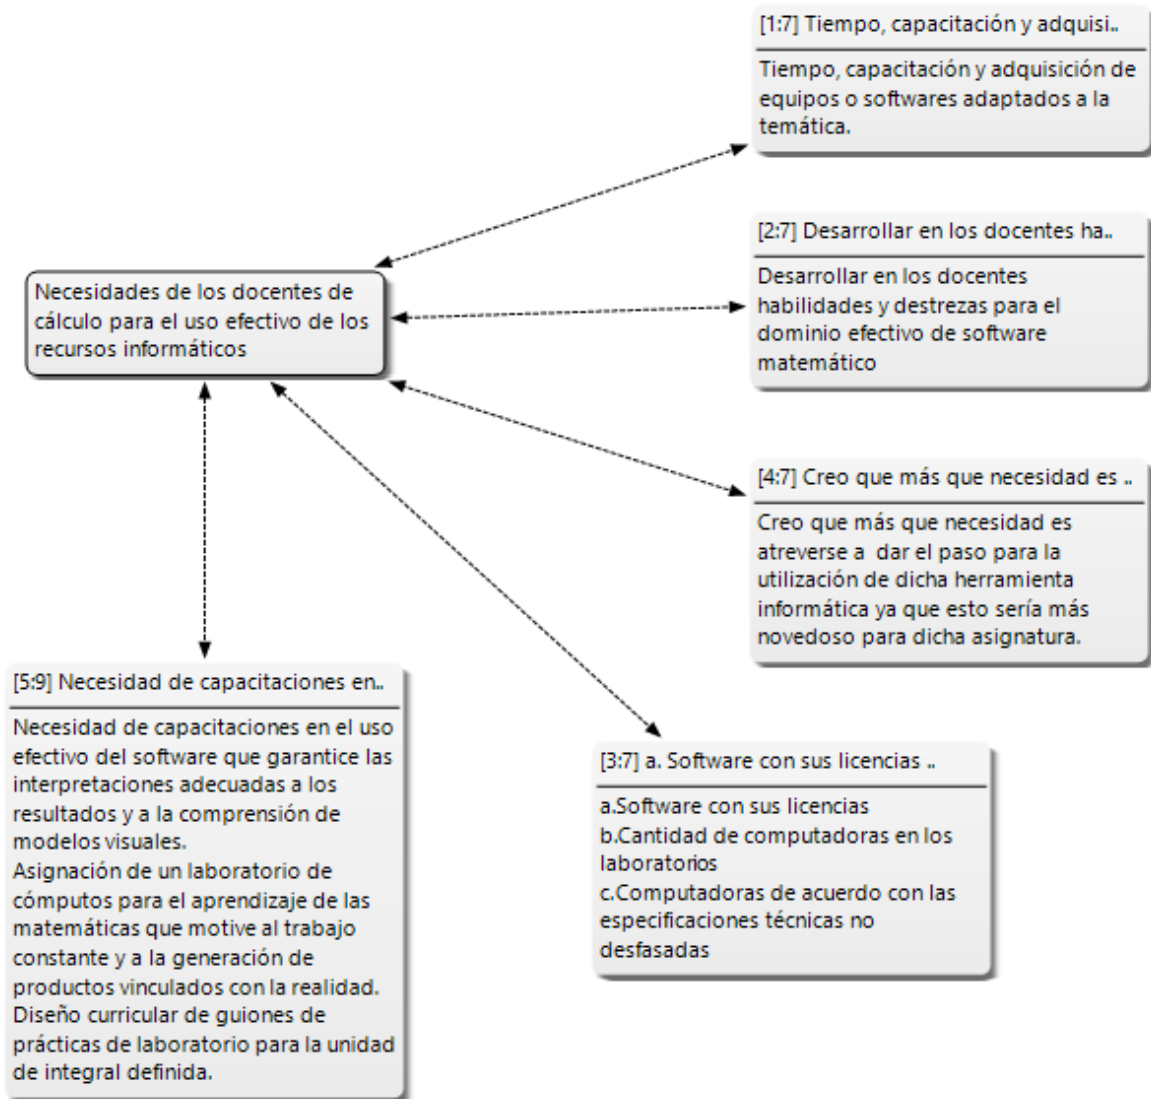 [1:7] Tiempo, capacitación y adquisi..
Tiempo, capacitación y adquisición de
equipos o softwares adaptados a la
temática.
[2:7] Desarrollar en los docentes ha..
Desarrollar en los docentes
habilidades y destrezas para el
dominio efectivo de software
matemático
Necesidades de los docentes de
cálculo para el uso efectivo de los
recursos informáticos
[4:7] Creo que más que necesidad es ..
Creo que más que necesidad es
atreverse a  dar el paso para la
utilización de dicha herramienta
informática ya que esto sería más
novedoso para dicha asignatura.
[5:9] Necesidad de capacitaciones en..
Necesidad de capacitaciones en el uso
efectivo del software que garantice las
interpretaciones adecuadas a los
resultados y a la comprensión de
modelos visuales.
Asignación de un laboratorio de
cómputos para el aprendizaje de las
matemáticas que motive al trabajo
constante y a la generación de
productos vinculados con la realidad.
Diseño curricular de guiones de
prácticas de laboratorio para la unidad
de integral definida.
[3:7] a. Software con sus licencias ..
a.Software con sus licencias
b.Cantidad de computadoras en los
laboratorios
c.Computadoras de acuerdo con las
especificaciones técnicas no
desfasadas